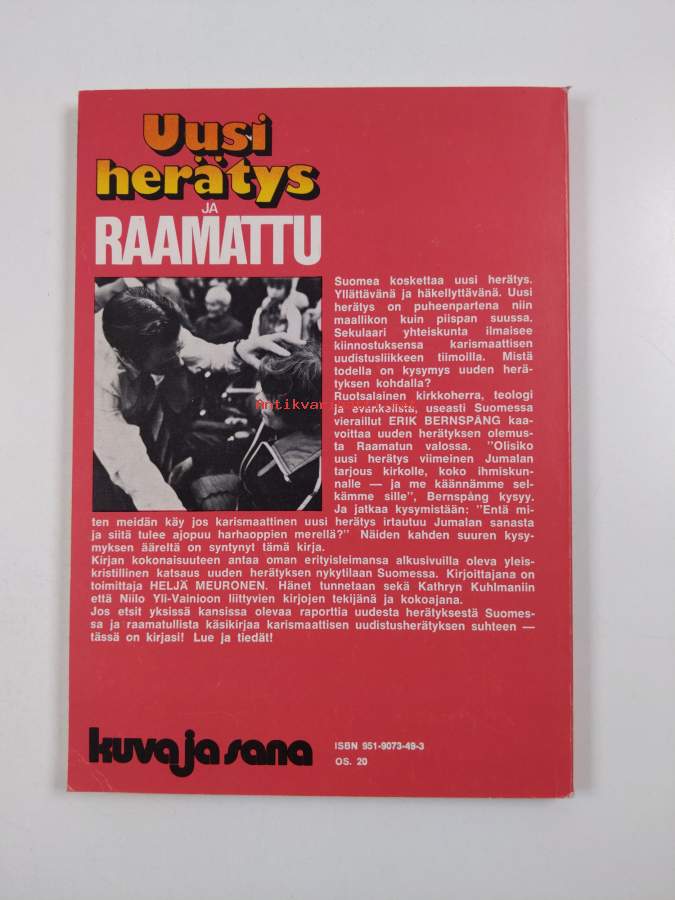 Uusi
herätys
JA
RAAMATTU
Suomea koskettaa uusi herätys.
Yllättävänä ja häkellyttävänä. Uusi
herätys on puheenpartena niin
maallikon kuin piispan suussa.
Sekulaari yhteiskunta ilmaisee
kiinnostuksensa karismaattisen
uudistusliikkeen tiimoilla. Mistä
todella on kysymys uuden herä-
tyksen kohdalla?
Ruotsalainen kirkkoherra, teologi
ja evankelista, useasti Suomessa
vieraillut ERIK BERNSPÅNG kaa-
voittaa uuden herätyksen olemus-
ta Raamatun valossa. "Olisiko
uusi herätys viimeinen Jumalan
tarjous kirkolle, koko ihmiskun-
nalle — ja me käännämme sel-
kämme sille", Bernspång kysyy.
Ja jatkaa kysymistään: "Entä mi-
ten meidän käy jos karismaattinen uusi herätys irtautuu Jumalan sanasta
ja siitä tulee ajopuu harhaoppien merellä?" Näiden kahden suuren kysy-
myksen ääreltä on syntynyt tämä kirja.
Kirjan kokonaisuuteen antaa oman erityisleimansa alkusivuilla oleva yleis-
kristillinen katsaus uuden herätyksen nykytilaan Suomessa. Kirjoittajana on
toimittaja HELJÄ MEURONEN. Hänet tunnetaan sekä Kathryn Kuhlmaniin
että Niilo Yli-Vainioon liittyvien kirjojen tekijänä ja kokoajana.
Jos etsit yksissä kansissa olevaa raporttia uudesta herätyksestä Suomes-
sa ja raamatullista käsikirjaa karismaattisen uudistusherätyksen suhteen —
tässä on kirjasi! Lue ja tiedät!
kuva ja sana
ISBN 951-9073-49-3
OS. 20